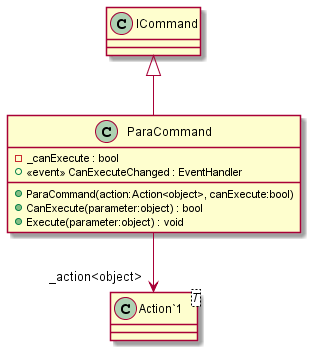 C ICommand
C ParaCommand
_canExecute : bool
«event» CanExecuteChanged : EventHandler
ParaCommand(action:Action<object>, canExecute:bool)
CanExecute(parameter:object) : bool
Execute(parameter:object) : void
_action<object>
C Action`1 T